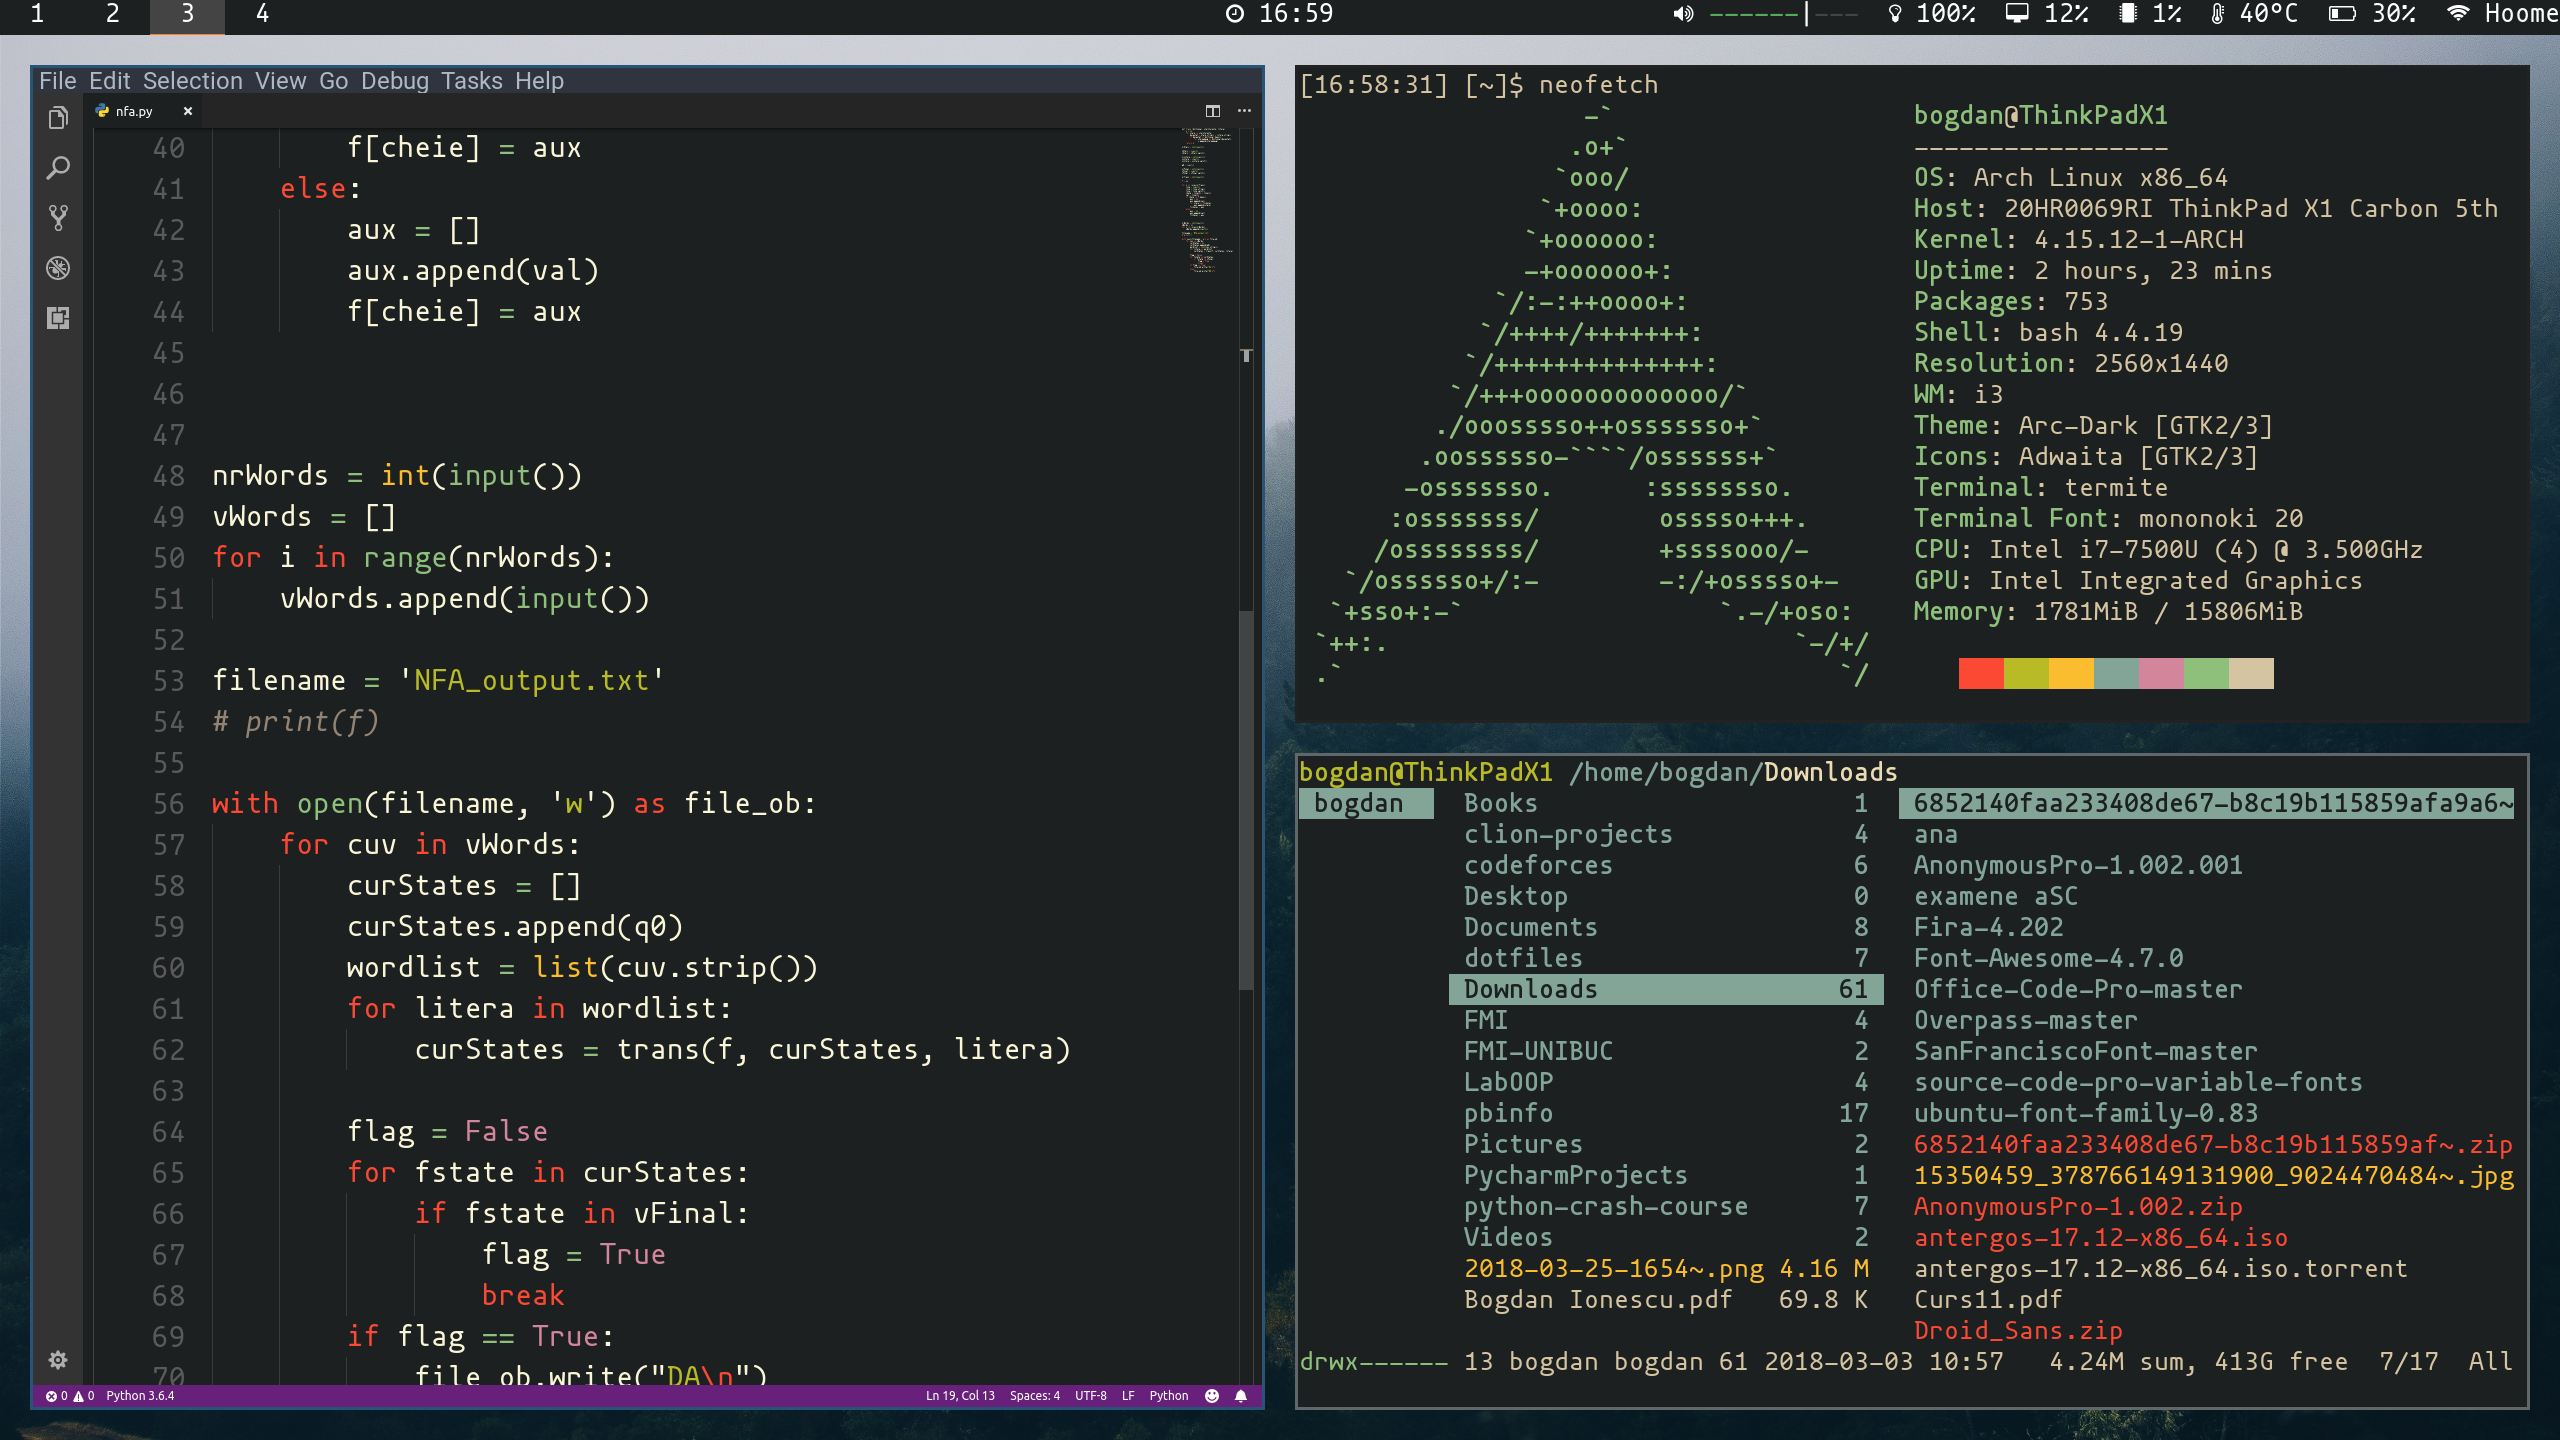 1 2 3 4 16:59 100% 12% 1% 40°C 30% Hoome
File Edit Selection View Go Debug Tasks Help
nfa.py × ···
40 f[cheie] = aux
41 else:
42 aux = []
43 aux.append(val)
44 f[cheie] = aux
45
46
47
48 nrWords = int(input())
49 vWords = []
50 for i in range(nrWords):
51 vWords.append(input())
52
53 filename = 'NFA_output.txt'
54 # print(f)
55
56 with open(filename, 'w') as file_ob:
57 for cuv in vWords:
58 curStates = []
59 curStates.append(q0)
60 wordlist = list(cuv.strip())
61 for litera in wordlist:
62 curStates = trans(f, curStates, litera)
63
64 flag = False
65 for fstate in curStates:
66 if fstate in vFinal:
67 flag = True
68 break
69 if flag == True:
70 file_ob.write("DA\n")
0 0 Python 3.6.4 Ln 19, Col 13 Spaces: 4 UTF-8 LF Python
[16:58:31] [~]$ neofetch
-`
.o+`
`ooo/
`+oooo:
`+oooooo:
-+oooooo+:
`/:-:++oooo+:
`/++++/+++++++:
`/++++++++++++++:
`/+++ooooooooooooo/`
./ooosssso++osssssso+`
.oossssso-````/ossssss+`
-osssssso. :ssssssso.
:osssssss/ osssso+++.
/ossssssss/ +ssssooo/-
`/ossssso+/:- -:/+osssso+-
`+sso+:-` `.-/+oso:
`++:. `-/+/
.` `/
bogdan@ThinkPadX1
-----------------
OS: Arch Linux x86_64
Host: 20HR0069RI ThinkPad X1 Carbon 5th
Kernel: 4.15.12-1-ARCH
Uptime: 2 hours, 23 mins
Packages: 753
Shell: bash 4.4.19
Resolution: 2560x1440
WM: i3
Theme: Arc-Dark [GTK2/3]
Icons: Adwaita [GTK2/3]
Terminal: termite
Terminal Font: mononoki 20
CPU: Intel i7-7500U (4) @ 3.500GHz
GPU: Intel Integrated Graphics
Memory: 1781MiB / 15806MiB
bogdan@ThinkPadX1 /home/bogdan/Downloads
bogdan
Books 1
clion-projects 4
codeforces 6
Desktop 0
Documents 8
dotfiles 7
Downloads 61
FMI 4
FMI-UNIBUC 2
LabOOP 4
pbinfo 17
Pictures 2
PycharmProjects 1
python-crash-course 7
Videos 2
2018-03-25-1654~.png 4.16 M
Bogdan Ionescu.pdf 69.8 K
6852140faa233408de67-b8c19b115859afa9a6~
ana
AnonymousPro-1.002.001
examene aSC
Fira-4.202
Font-Awesome-4.7.0
Office-Code-Pro-master
Overpass-master
SanFranciscoFont-master
source-code-pro-variable-fonts
ubuntu-font-family-0.83
6852140faa233408de67-b8c19b115859af~.zip
15350459_378766149131900_9024470484~.jpg
AnonymousPro-1.002.zip
antergos-17.12-x86_64.iso
antergos-17.12-x86_64.iso.torrent
Curs11.pdf
Droid_Sans.zip
drwx------ 13 bogdan bogdan 61 2018-03-03 10:57 4.24M sum, 413G free 7/17 All